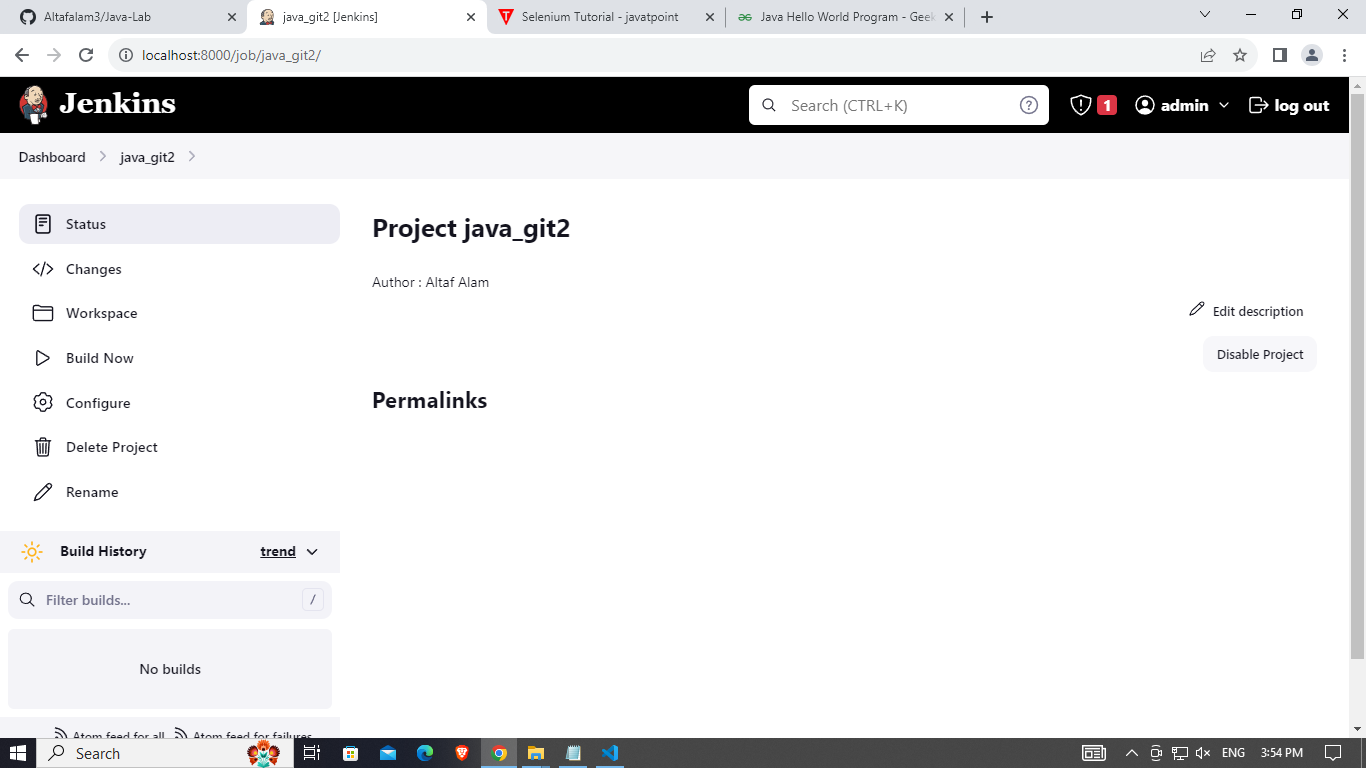 Altafalam3/Java-Lab
java_git2 [Jenkins]
Selenium Tutorial - javatpoint
Java Hello World Program - Geek
localhost:8000/job/java_git2/
Jenkins
Search (CTRL+K)
?
1
admin
log out
Dashboard
java_git2
Status
Changes
Workspace
Build Now
Configure
Delete Project
Rename
Project java_git2
Author : Altaf Alam
Edit description
Disable Project
Permalinks
Build History
trend
Filter builds...
/
No builds
Atom feed for all
Atom feed for failures
Search
ENG
3:54 PM